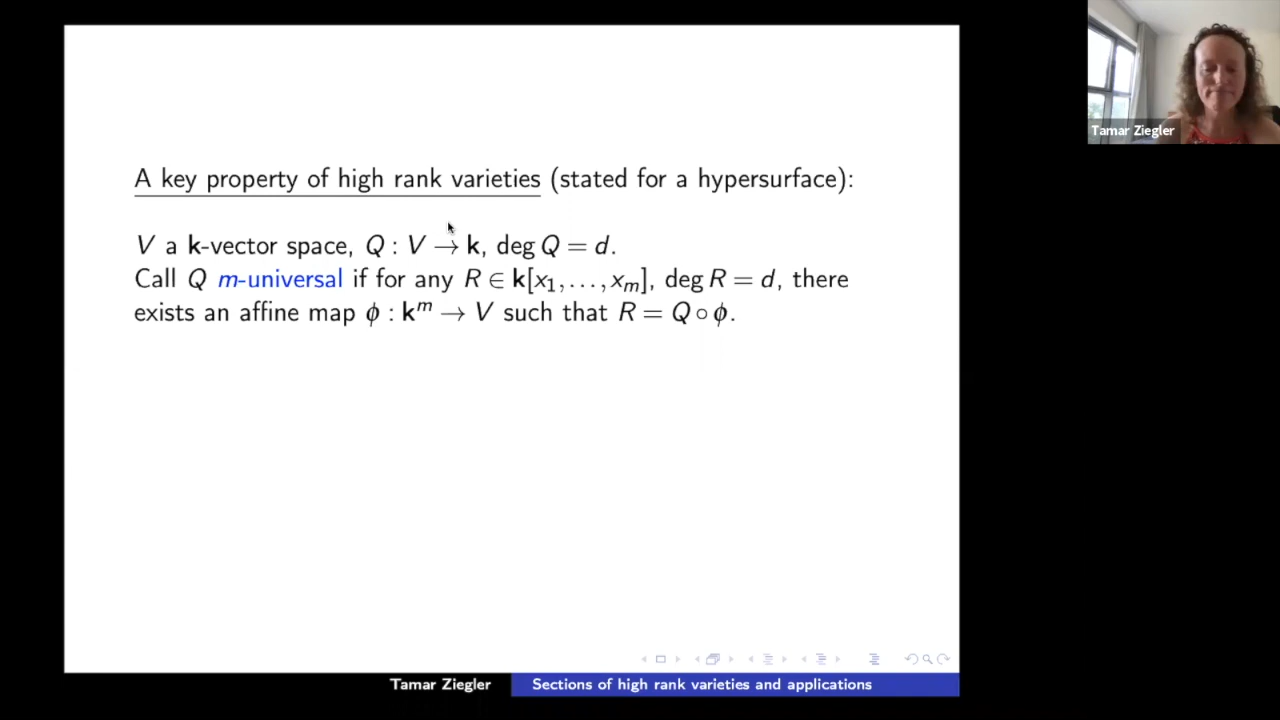 A key property of high rank varieties (stated for a hypersurface):
V a k-vector space, Q : V → k, deg Q = d.
Call Q m-universal if for any R ∈ k[x₁, . . . , xₘ], deg R = d, there
exists an affine map ϕ : kᵐ → V such that R = Q ∘ ϕ.
Tamar Ziegler
Tamar Ziegler Sections of high rank varieties and applications